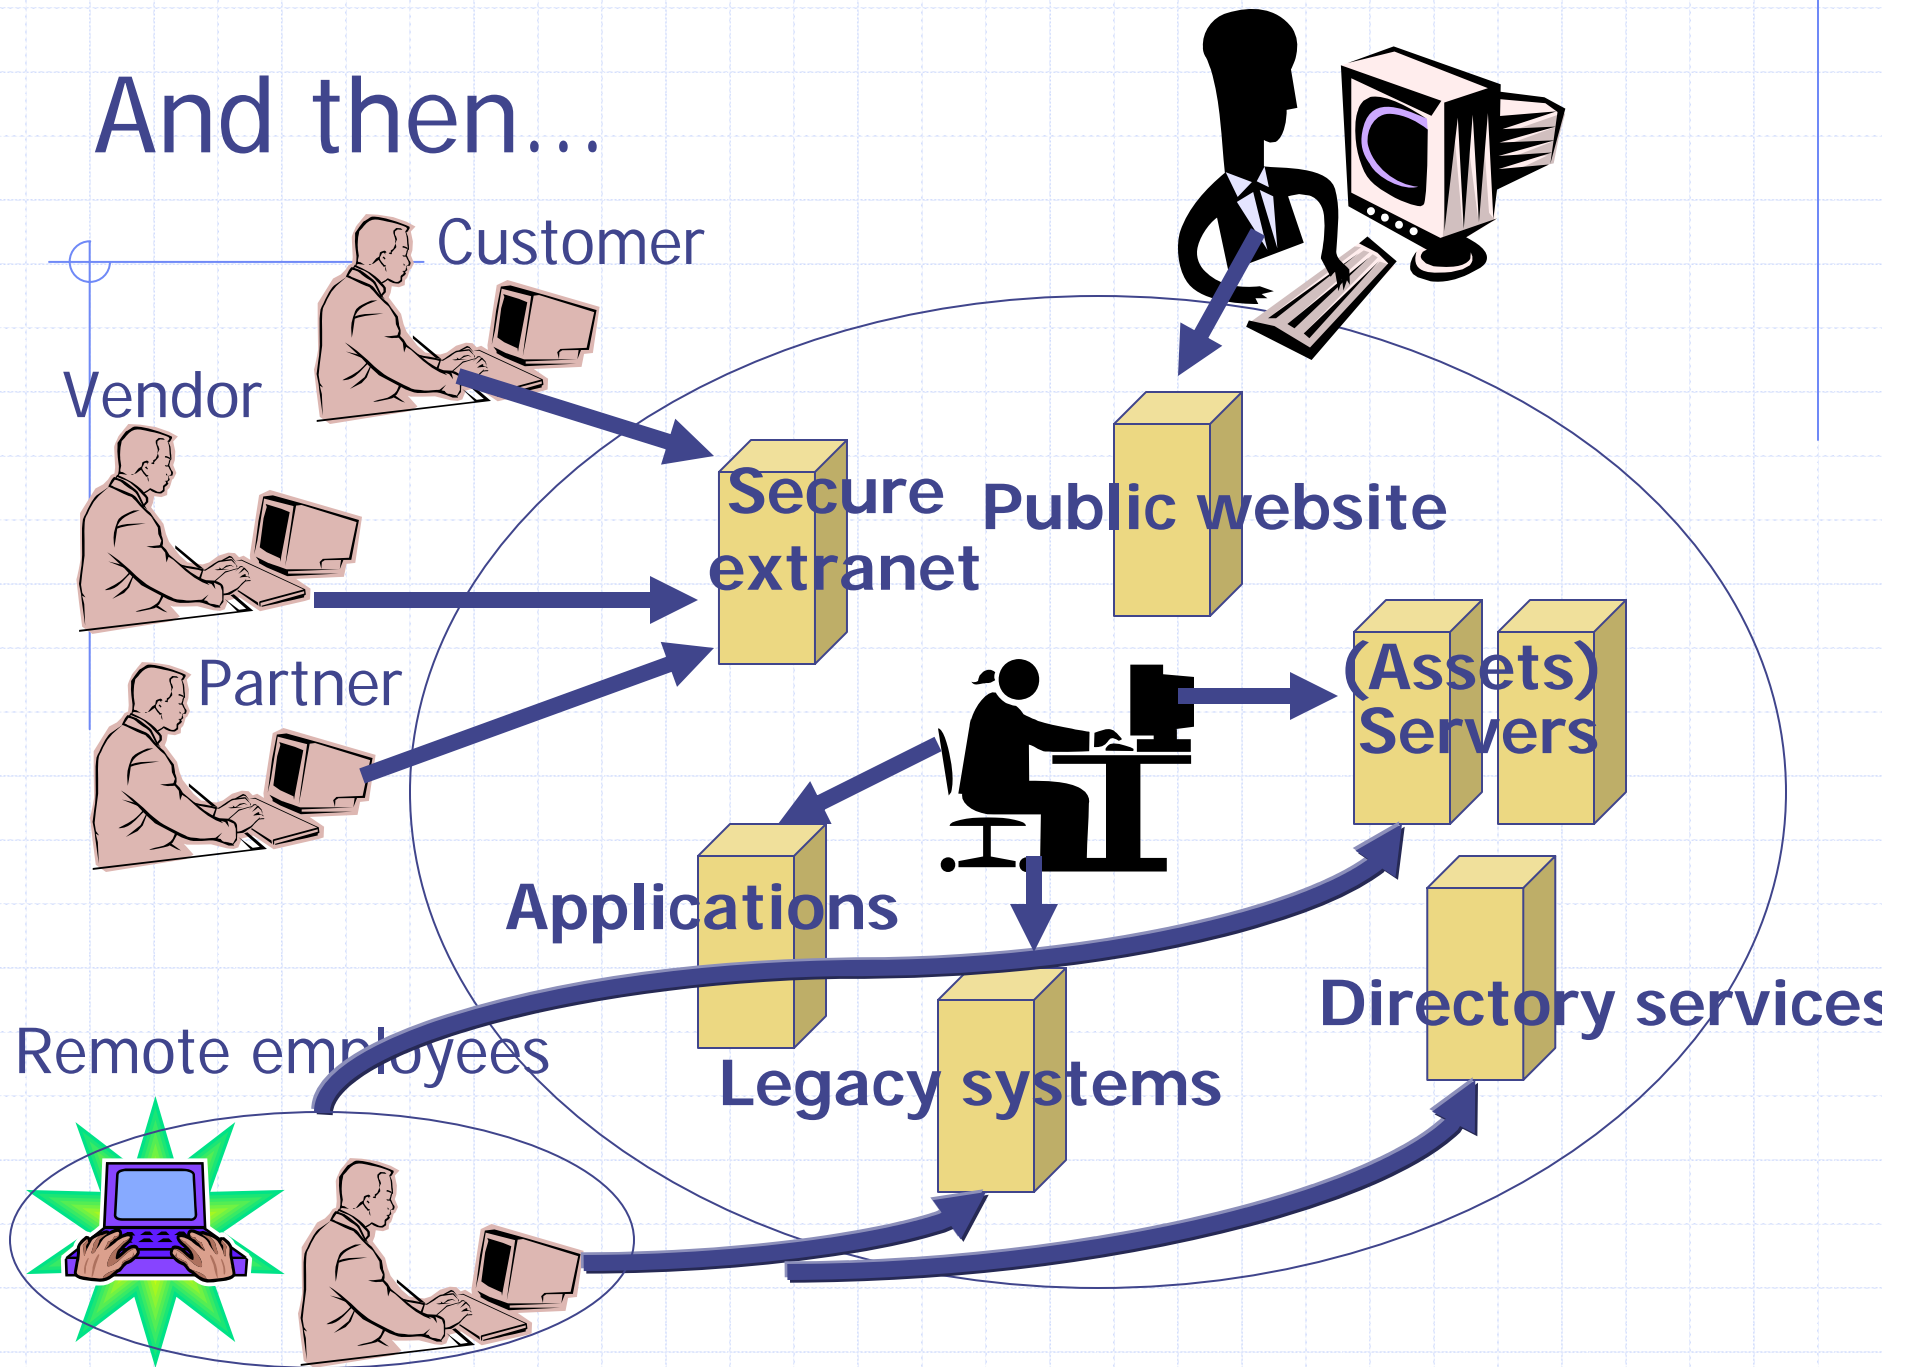 And then…
Customer
Vendor
Secure
extranet
Public website
Partner
(Assets)
Servers
Applications
Directory services
Remote employees
Legacy systems